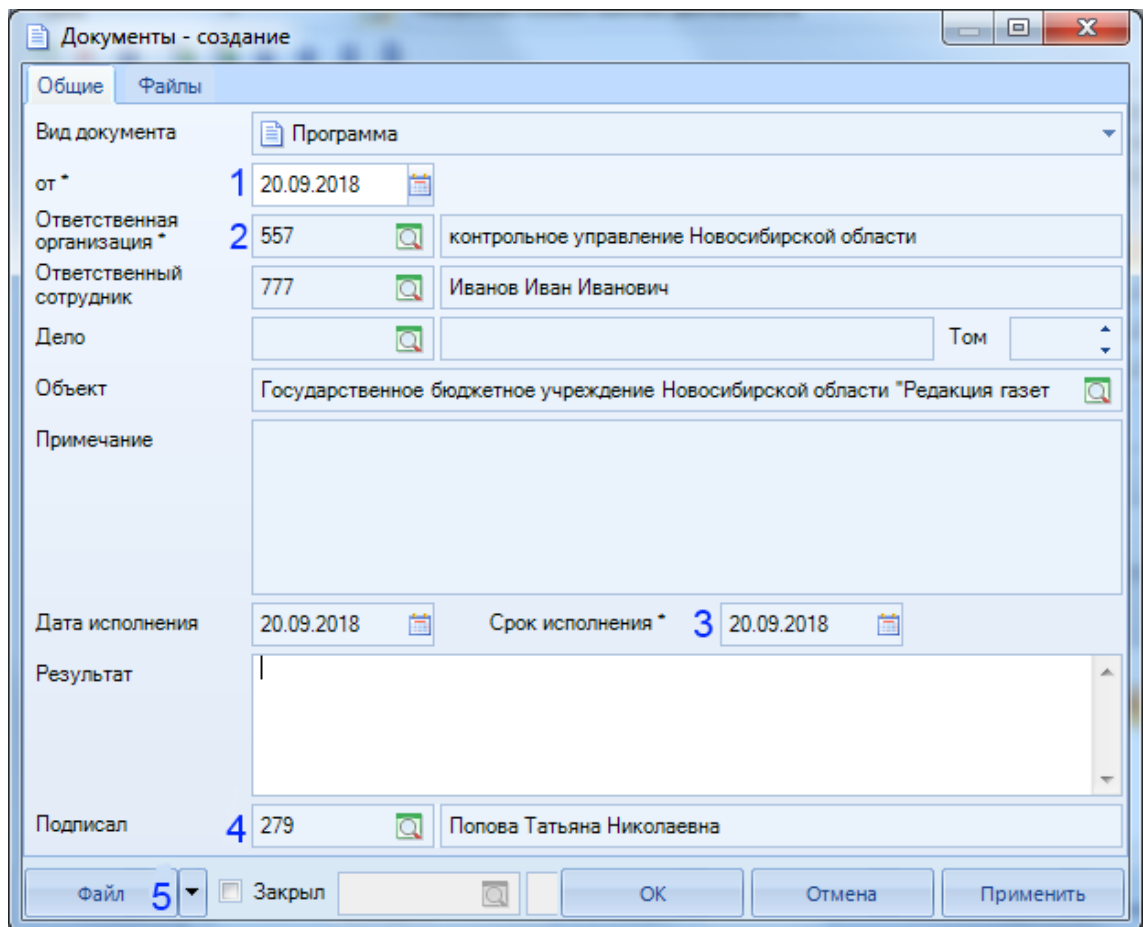 Документы - создание
Общие Файлы
Вид документа Программа
от * 1 20.09.2018
Ответственная
организация * 2 557 контрольное управление Новосибирской области
Ответственный
сотрудник 777 Иванов Иван Иванович
Дело Том
Объект Государственное бюджетное учреждение Новосибирской области "Редакция газет
Примечание
Дата исполнения 20.09.2018 Срок исполнения * 3 20.09.2018
Результат
Подписал 4 279 Попова Татьяна Николаевна
Файл 5 Закрыл ОК Отмена Применить